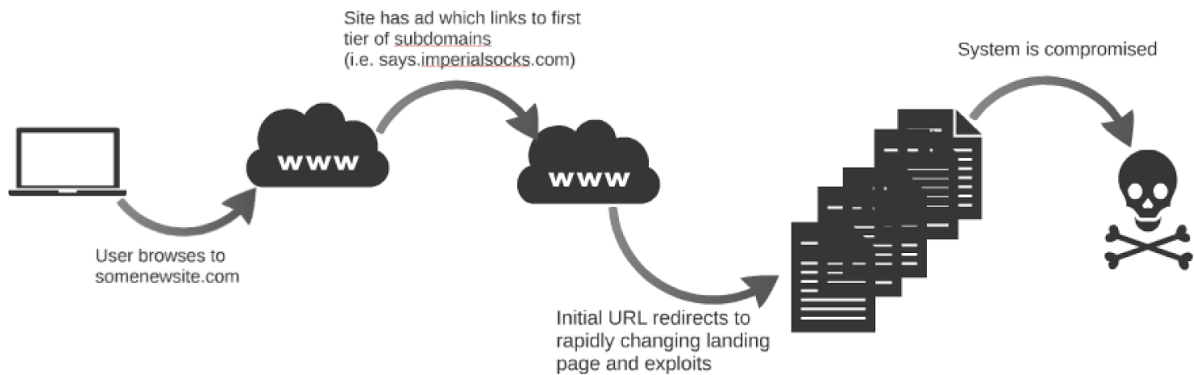 Site has ad which links to first
tier of subdomains
(i.e. says.imperialsocks.com)
System is compromised
www
www
User browses to
somenewsite.com
Initial URL redirects to
rapidly changing landing
page and exploits